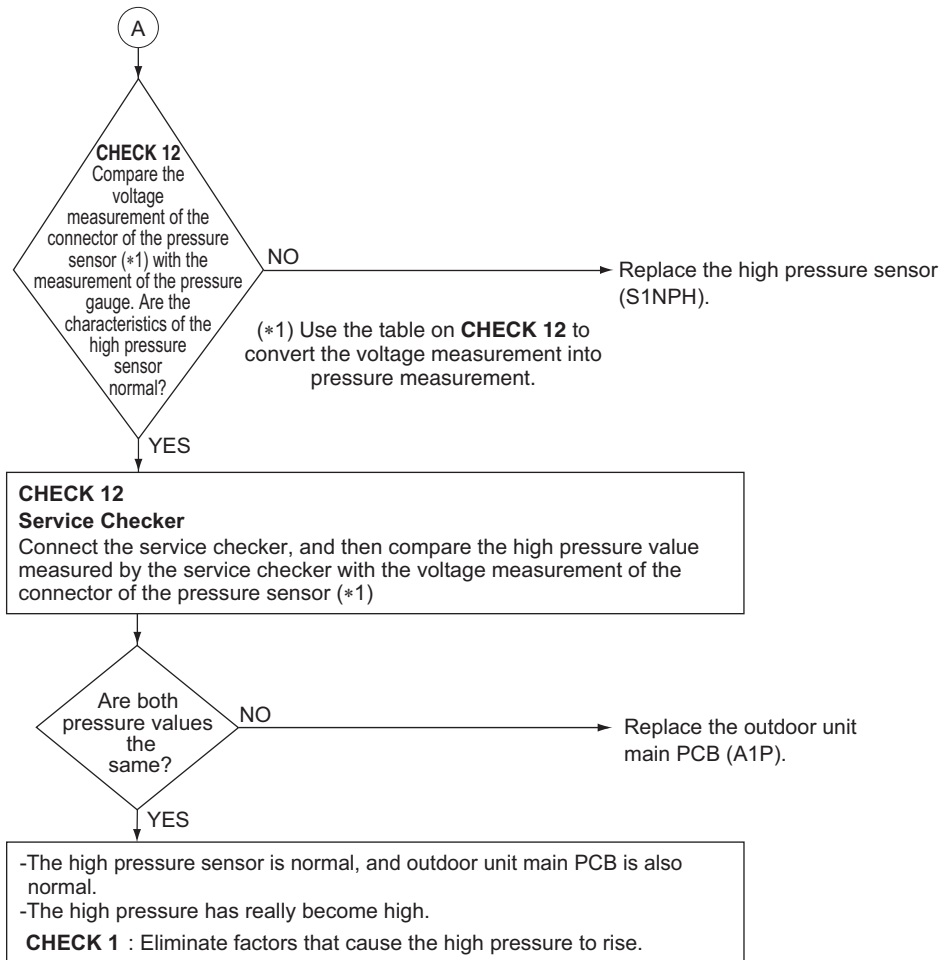 A
CHECK 12
Compare the
voltage
measurement of the
connector of the pressure
sensor (*1) with the
measurement of the pressure
gauge. Are the
characteristics of the
high pressure
sensor
normal?
NO
Replace the high pressure sensor
(S1NPH).
(*1) Use the table on CHECK 12 to
convert the voltage measurement into
pressure measurement.
YES
CHECK 12
Service Checker
Connect the service checker, and then compare the high pressure value
measured by the service checker with the voltage measurement of the
connector of the pressure sensor (*1)
Are both
pressure values
the
same?
NO
Replace the outdoor unit
main PCB (A1P).
YES
-The high pressure sensor is normal, and outdoor unit main PCB is also
normal.
-The high pressure has really become high.
CHECK 1 : Eliminate factors that cause the high pressure to rise.